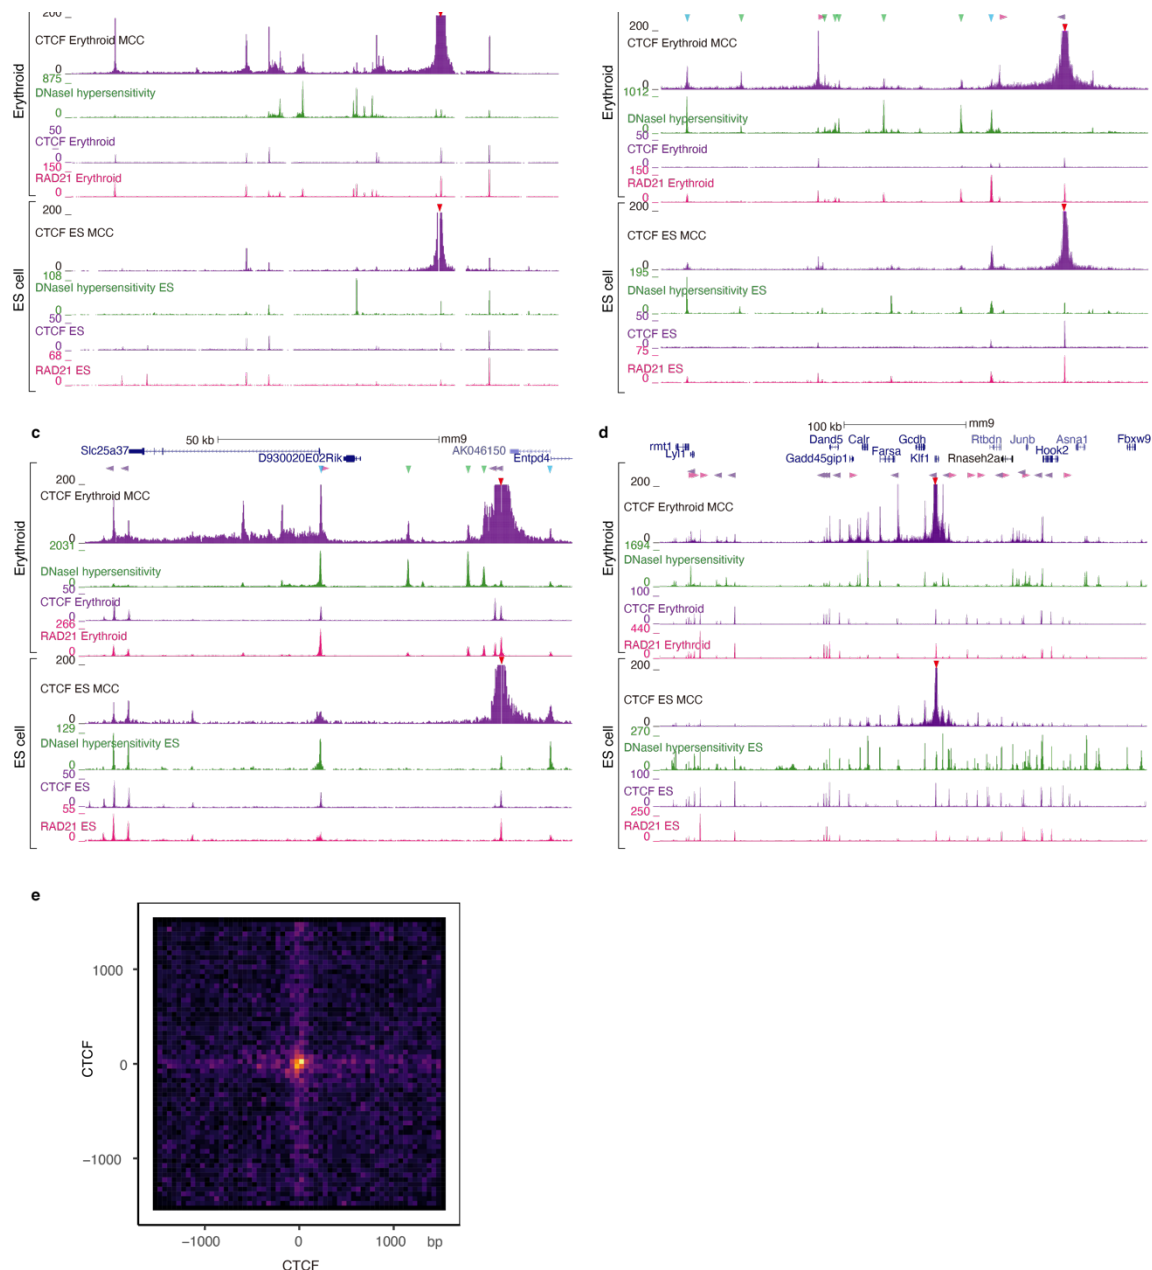 200
CTCF Erythroid MCC
0
875
DNaseI hypersensitivity
0
50
CTCF Erythroid
0
150
RAD21 Erythroid
0
Erythroid
200
CTCF ES MCC
0
108
DNaseI hypersensitivity ES
0
50
CTCF ES
0
68
RAD21 ES
0
ES cell
200
CTCF Erythroid MCC
0
1012
DNaseI hypersensitivity
0
50
CTCF Erythroid
0
150
RAD21 Erythroid
0
Erythroid
200
CTCF ES MCC
0
195
DNaseI hypersensitivity ES
0
50
CTCF ES
0
75
RAD21 ES
0
ES cell
c
50 kb mm9
Slc25a37 AK046150
D930020E02Rik Entpd4
200
CTCF Erythroid MCC
0
2031
DNaseI hypersensitivity
0
50
CTCF Erythroid
0
266
RAD21 Erythroid
0
Erythroid
200
CTCF ES MCC
0
129
DNaseI hypersensitivity ES
0
50
CTCF ES
0
55
RAD21 ES
0
ES cell
d
100 kb mm9
rmt1 Dand5 Calr Gcdh Rtbdn Junb Asna1 Fbxw9
Lyl1 Gadd45gip1 Farsa Klf1 Rnaseh2a Hook2
200
CTCF Erythroid MCC
0
1694
DNaseI hypersensitivity
0
100
CTCF Erythroid
0
440
RAD21 Erythroid
0
Erythroid
200
CTCF ES MCC
0
270
DNaseI hypersensitivity ES
0
100
CTCF ES
0
250
RAD21 ES
0
ES cell
e
1000
0
−1000
CTCF
−1000 0 1000 bp
CTCF